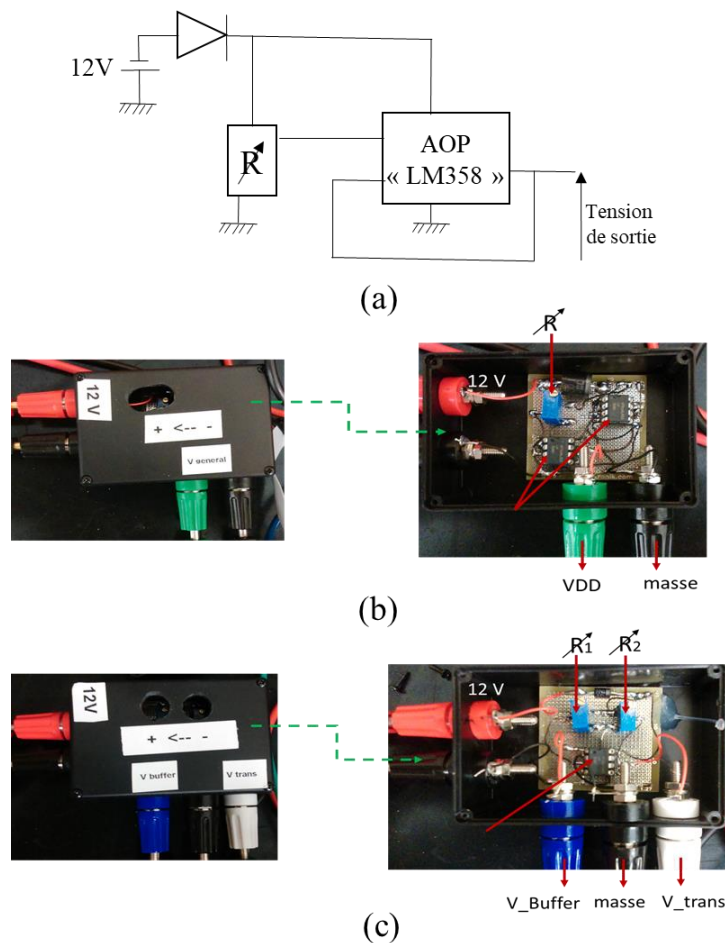 12V
R
AOP
« LM358 »
Tension
de sortie
(a)
R
12 V
+ <-- -
V general
12 V
VDD
masse
(b)
R1
R2
12V
+ <-- -
V buffer
V trans
12 V
V_Buffer
masse
V_trans
(c)